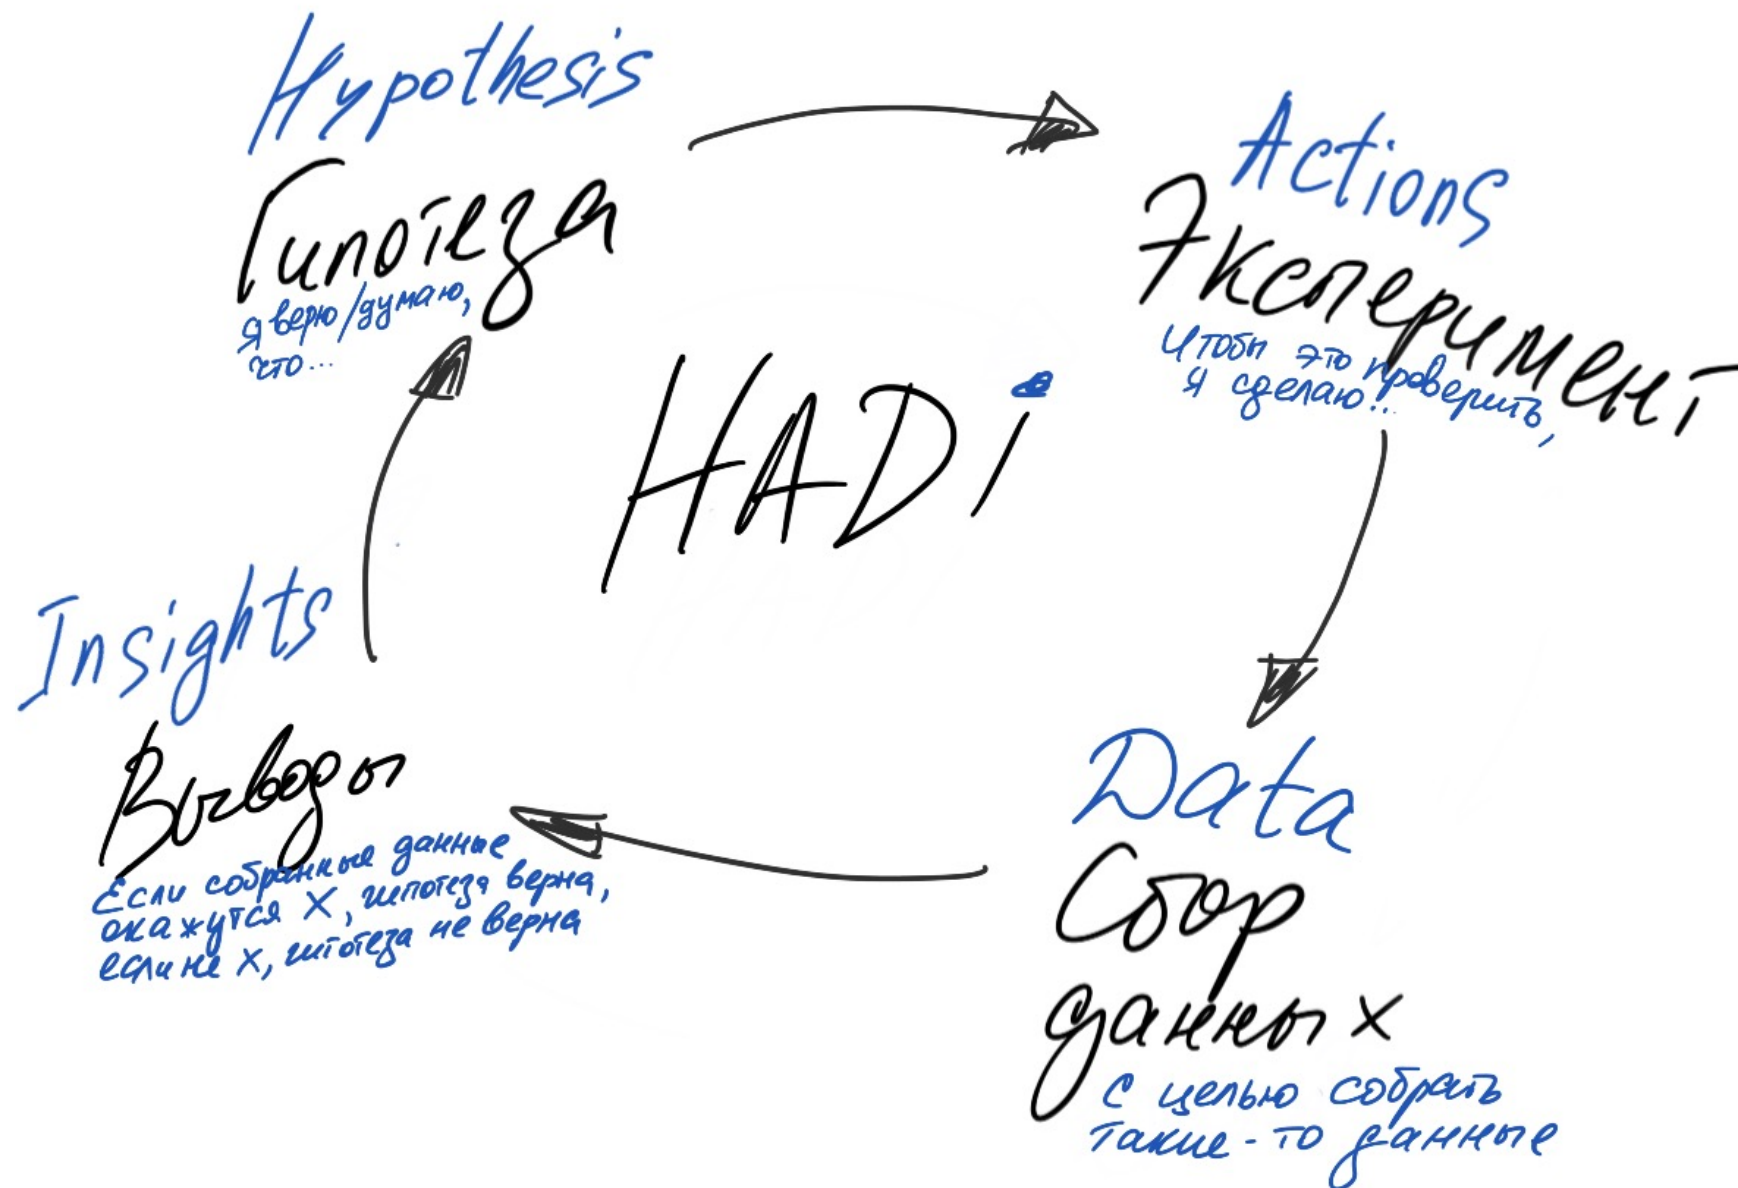 Hypothesis
Гипотеза
Я верю/думаю,
что...
Actions
Эксперимент
Чтобы это проверить,
я сделаю...
HADi
Insights
Выводы
Если собранные данные
окажутся X, гипотеза верна,
если не X, гипотеза не верна
Data
Сбор
данных
с целью собрать
такие-то данные